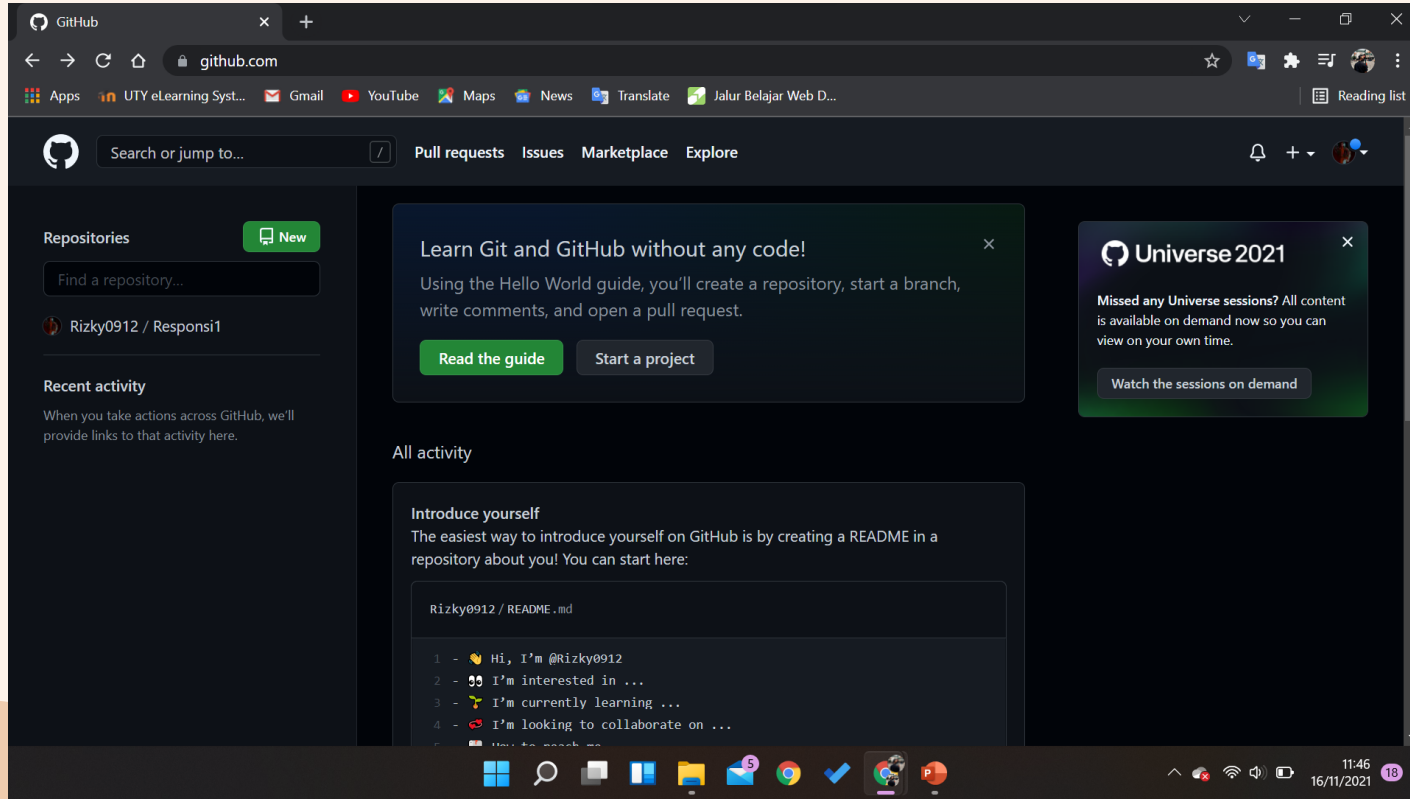 GitHub
github.com
Apps
UTY eLearning Syst...
Gmail
YouTube
Maps
News
Translate
Jalur Belajar Web D...
Reading list
Search or jump to...
/
Pull requests
Issues
Marketplace
Explore
Repositories
New
Find a repository...
Rizky0912 / Responsi1
Recent activity
When you take actions across GitHub, we'll
provide links to that activity here.
Learn Git and GitHub without any code!
Using the Hello World guide, you'll create a repository, start a branch,
write comments, and open a pull request.
Read the guide
Start a project
Universe 2021
Missed any Universe sessions? All content
is available on demand now so you can
view on your own time.
Watch the sessions on demand
All activity
Introduce yourself
The easiest way to introduce yourself on GitHub is by creating a README in a
repository about you! You can start here:
Rizky0912/README.md
1 - 👋 Hi, I'm @Rizky0912
2 - 👀 I'm interested in ...
3 - 🌱 I'm currently learning ...
4 - 💞️ I'm looking to collaborate on ...
5
5
11:46
16/11/2021
18